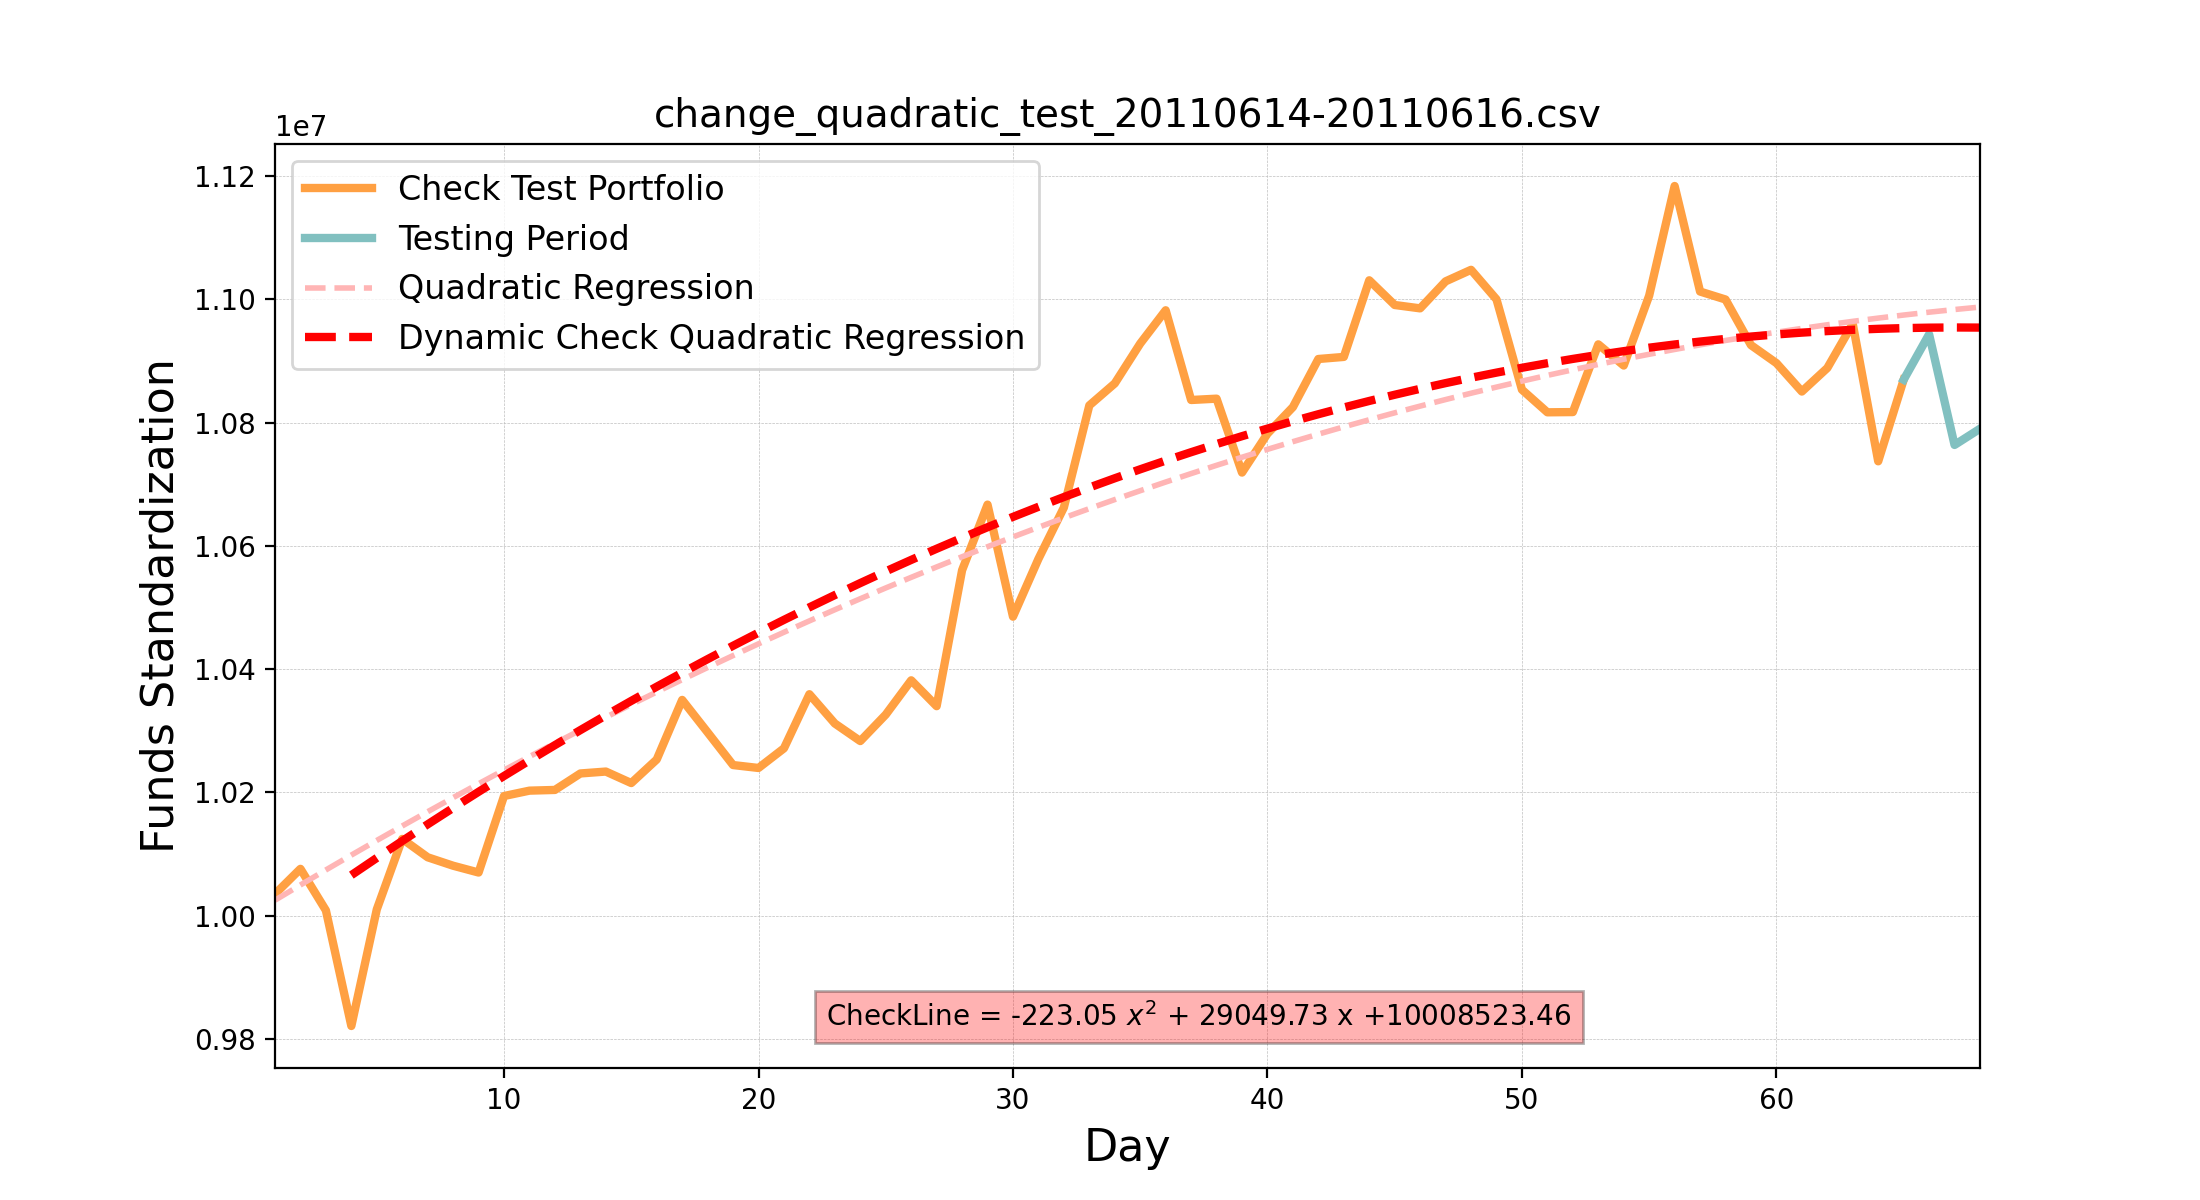 change_quadratic_test_20110614-20110616.csv
1e7
Check Test Portfolio
Testing Period
Quadratic Regression
Dynamic Check Quadratic Regression
Funds Standardization
1.12
1.10
1.08
1.06
1.04
1.02
1.00
0.98
CheckLine = -223.05 x² + 29049.73 x +10008523.46
10 20 30 40 50 60
Day